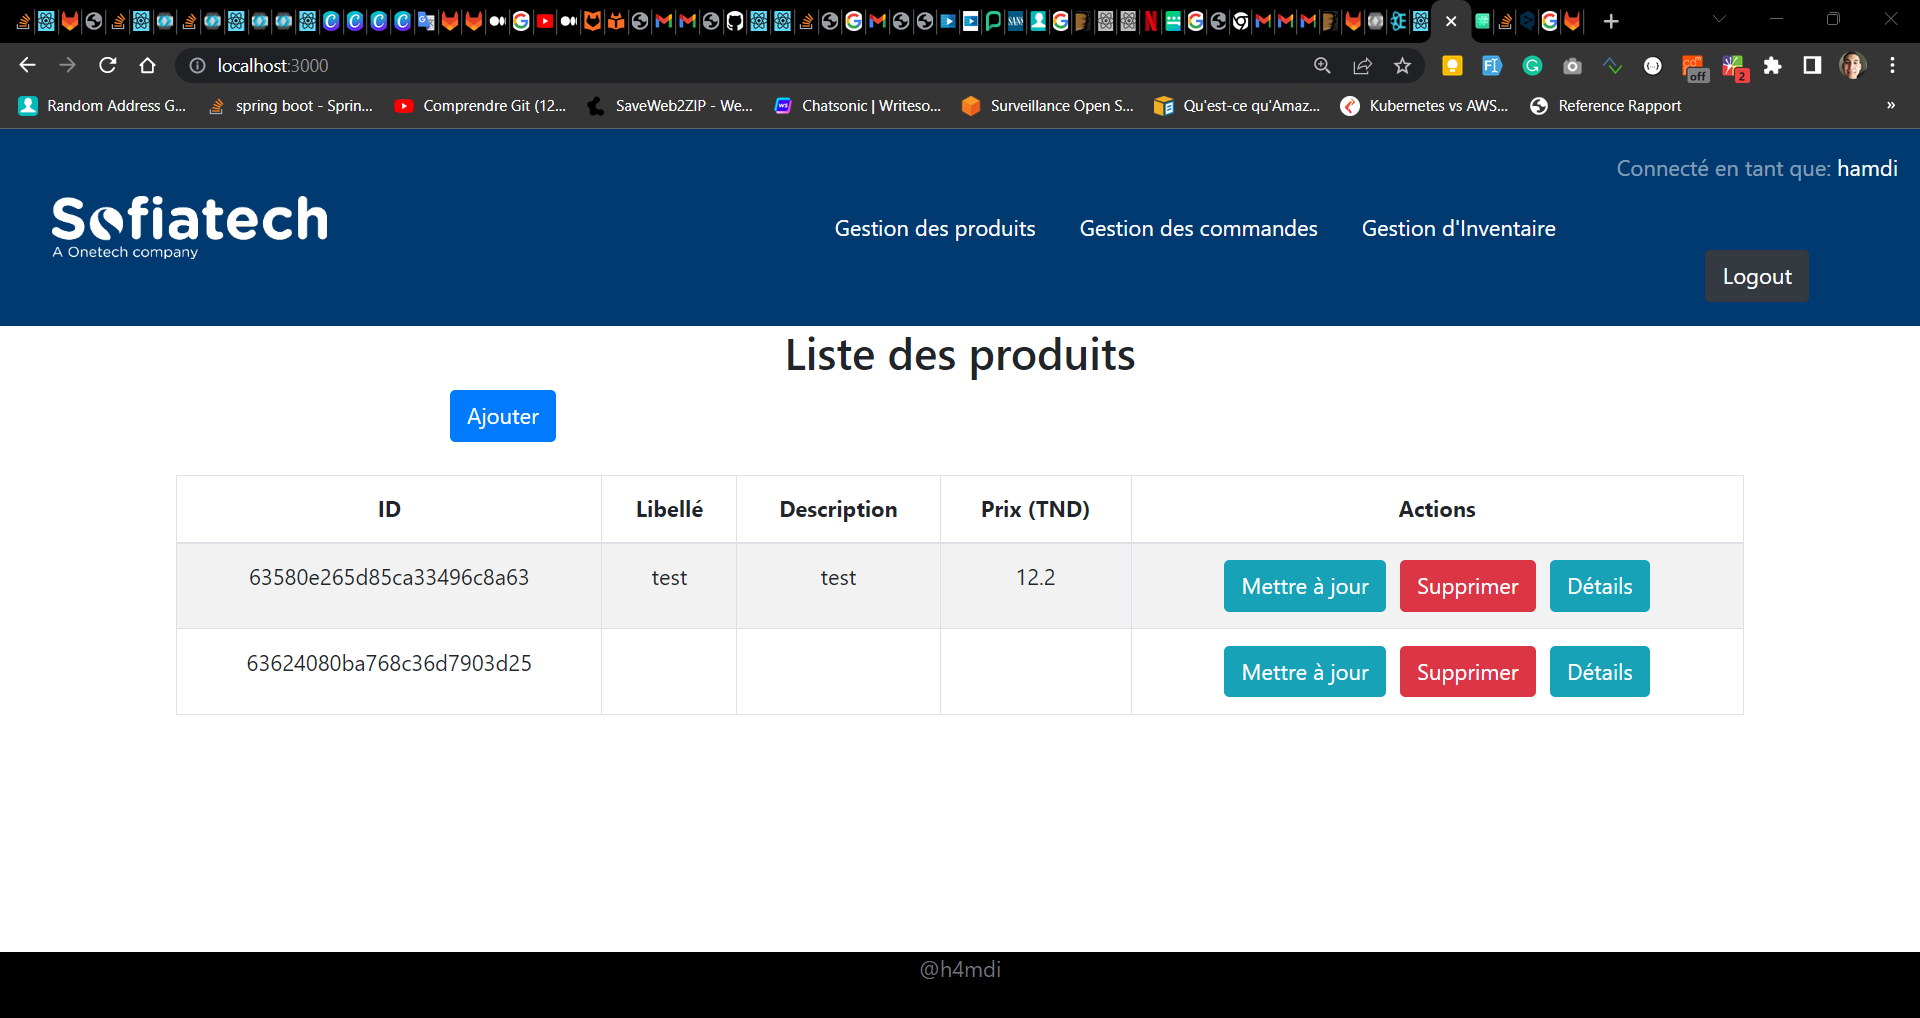 localhost:3000
off
2
Random Address G...
spring boot - Sprin...
Comprendre Git (12...
SaveWeb2ZIP - We...
Chatsonic | Writeso...
Surveillance Open S...
Qu'est-ce qu'Amaz...
Kubernetes vs AWS...
Reference Rapport
»
Connecté en tant que: hamdi
Sofiatech
A Onetech company
Gestion des produits
Gestion des commandes
Gestion d'Inventaire
Logout
Liste des produits
Ajouter
ID Libellé Description Prix (TND) Actions
63580e265d85ca33496c8a63 test test 12.2 Mettre à jour Supprimer Détails
63624080ba768c36d7903d25 Mettre à jour Supprimer Détails
@h4mdi